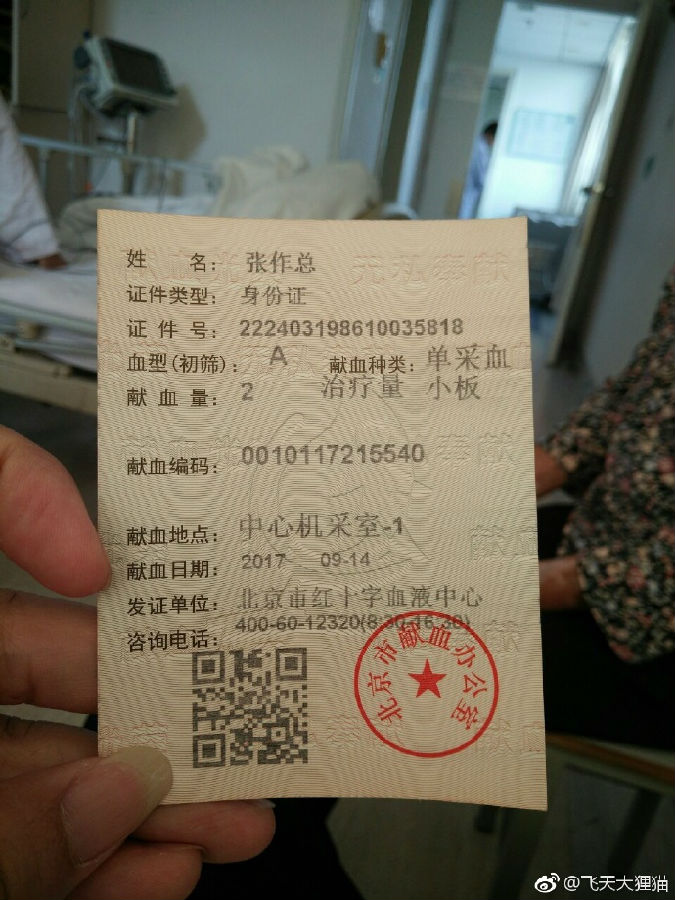 姓 名: 张作总
证件类型: 身份证
证 件 号: 222403198610035818
血型(初筛): A 献血种类: 单采血
献 血 量: 2 治疗量 小板
献血编码: 0010117215540
献血地点: 中心机采室-1
献血日期: 2017 09-14
发证单位: 北京市红十字血液中心
咨询电话: 400-60-12320(8:30-16:30)
北京市献血办公室
@飞天大狸猫